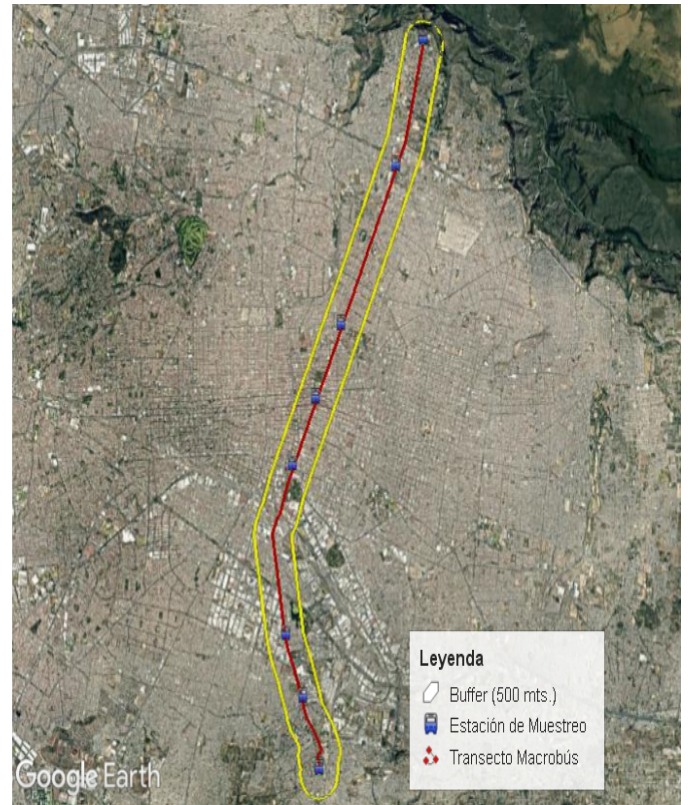 Leyenda
Buffer (500 mts.)
Estación de Muestreo
Transecto Macrobús
Google Earth